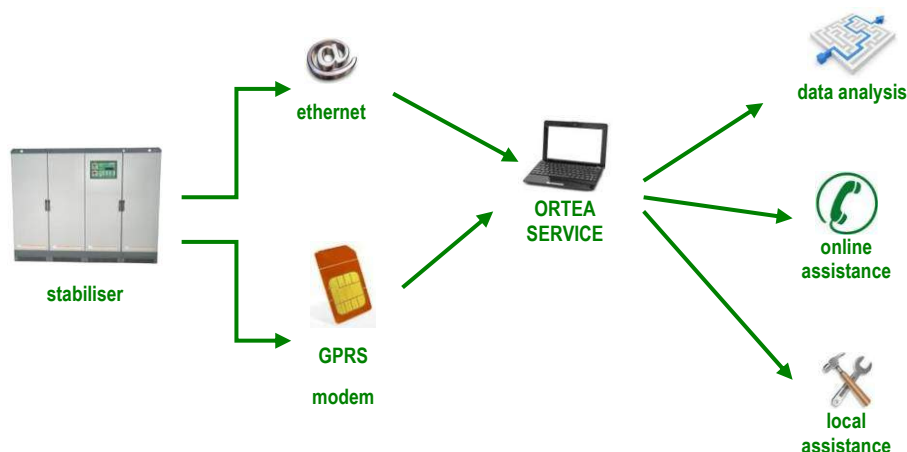 ethernet
data analysis
ORTEA
SERVICE
online
assistance
stabiliser
GPRS
modem
local
assistance